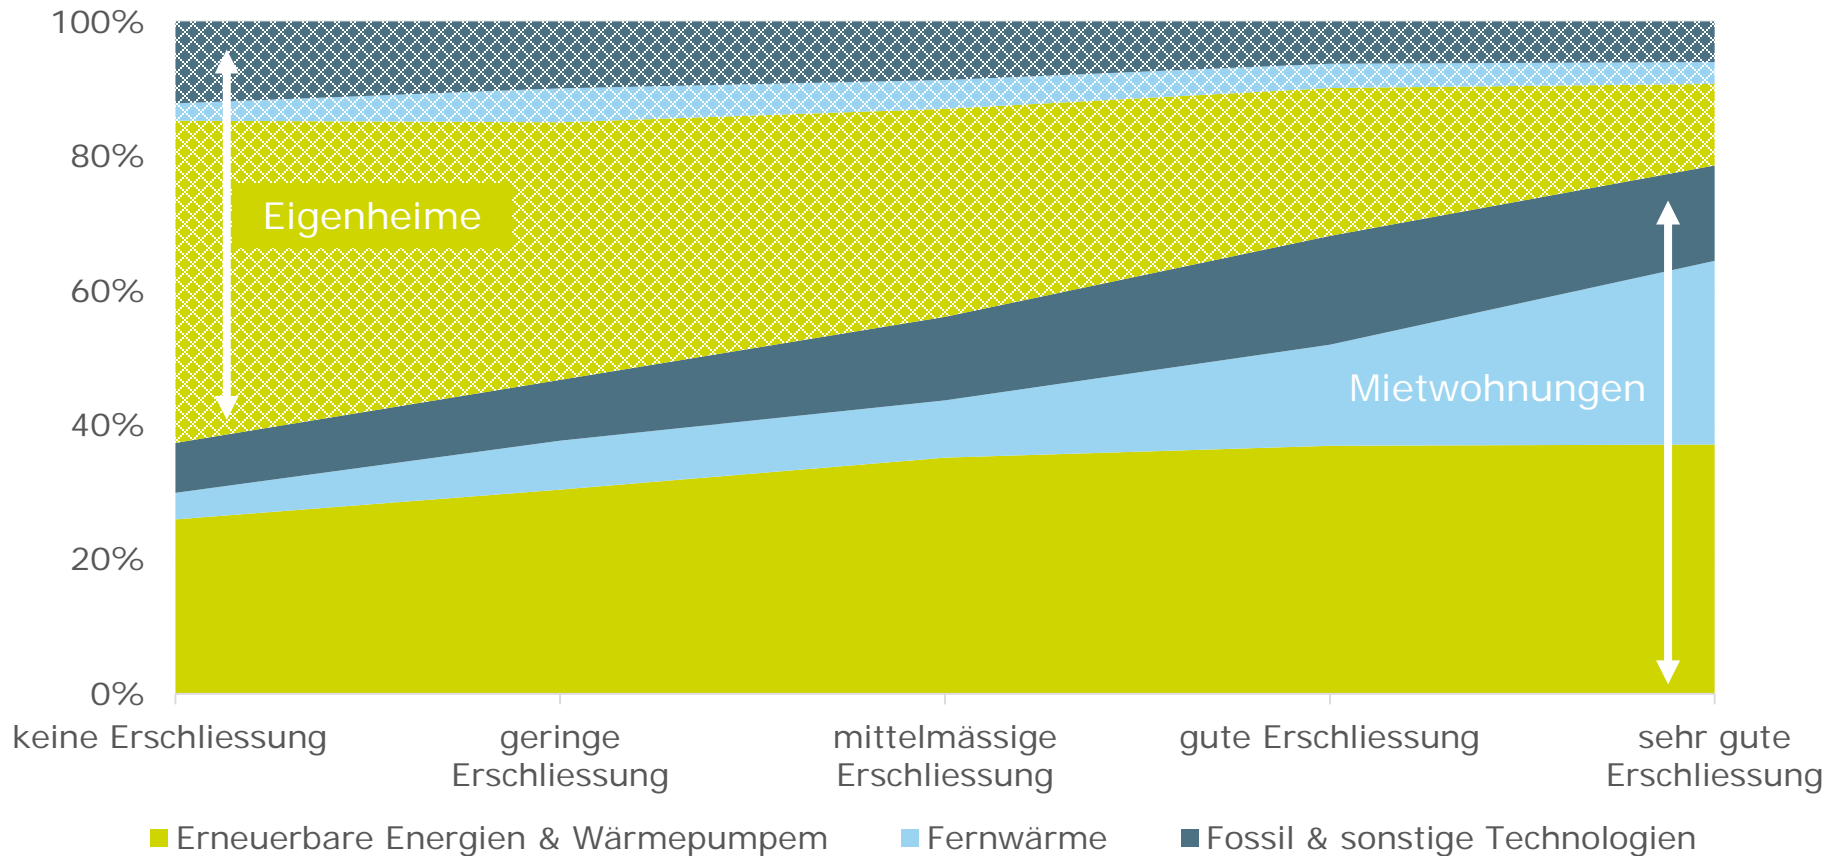 100%
80%
60%
40%
20%
0%
Eigenheime
Mietwohnungen
keine Erschliessung
geringe
Erschliessung
mittelmässige
Erschliessung
gute Erschliessung
sehr gute
Erschliessung
Erneuerbare Energien & Wärmepumpem
Fernwärme
Fossil & sonstige Technologien